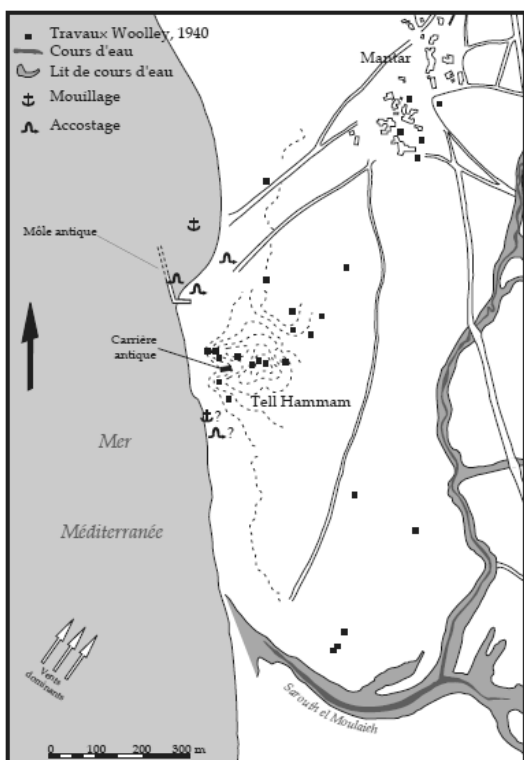 Travaux Woolley, 1940
Cours d'eau
Lit de cours d'eau
Mouillage
Accostage
Mantar
Môle antique
Carrière
antique
Tell Hammam
?
?
Mer
Méditerranée
Vents
dominants
Sarouth el Moulaieh
0 100 200 300 m